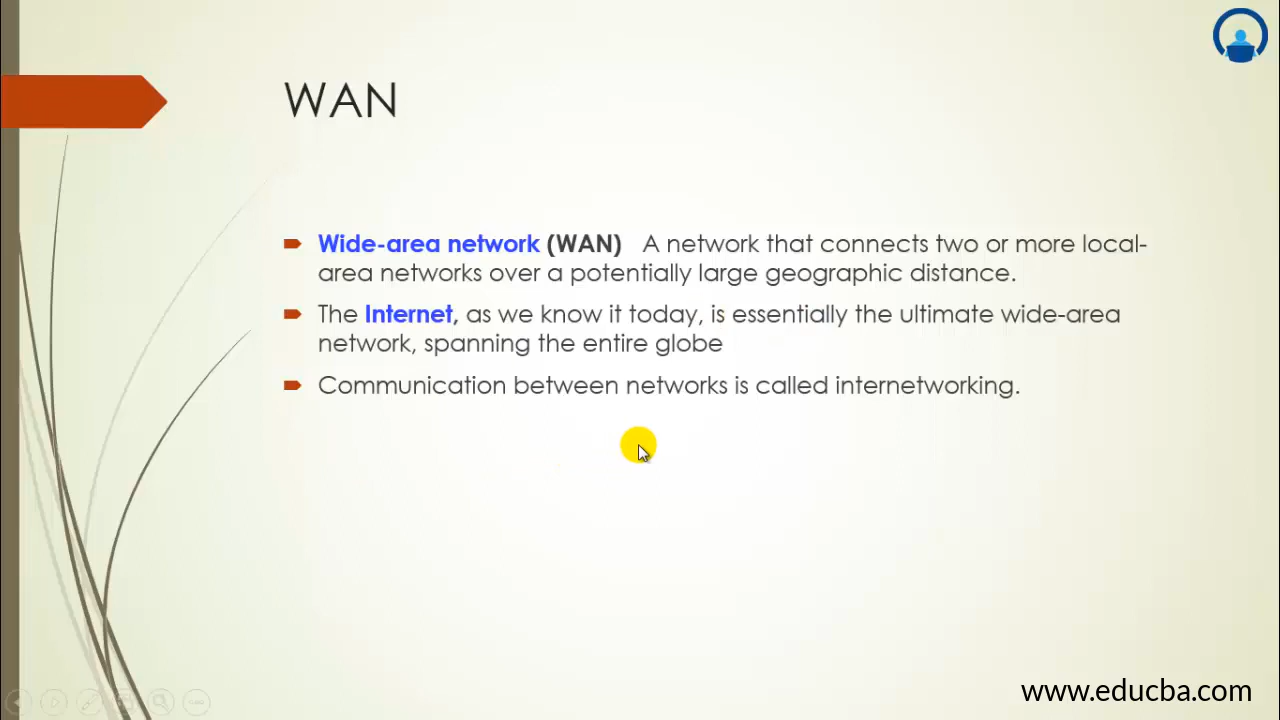 WAN
Wide-area network (WAN) A network that connects two or more local-
area networks over a potentially large geographic distance.
The Internet, as we know it today, is essentially the ultimate wide-area
network, spanning the entire globe
Communication between networks is called internetworking.
www.educba.com